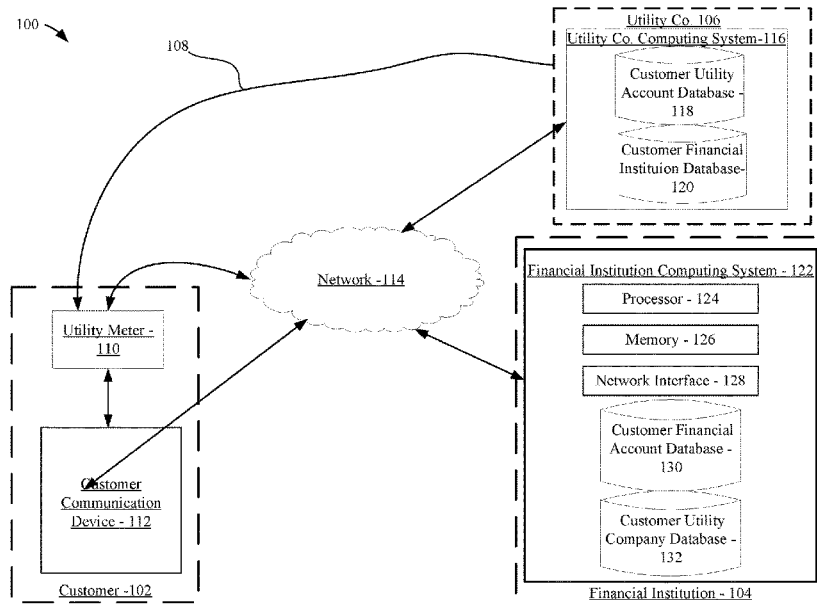 100
108
Utility Co. 106
Utility Co. Computing System-116
Customer Utility
Account Database -
118
Customer Financial
Instituion Database-
120
Network -114
Utility Meter -
110
Customer
Communication
Device - 112
Customer -102
Financial Institution Computing System - 122
Processor - 124
Memory - 126
Network Interface - 128
Customer Financial
Account Database -
130
Customer Utility
Company Database -
132
Financial Institution - 104